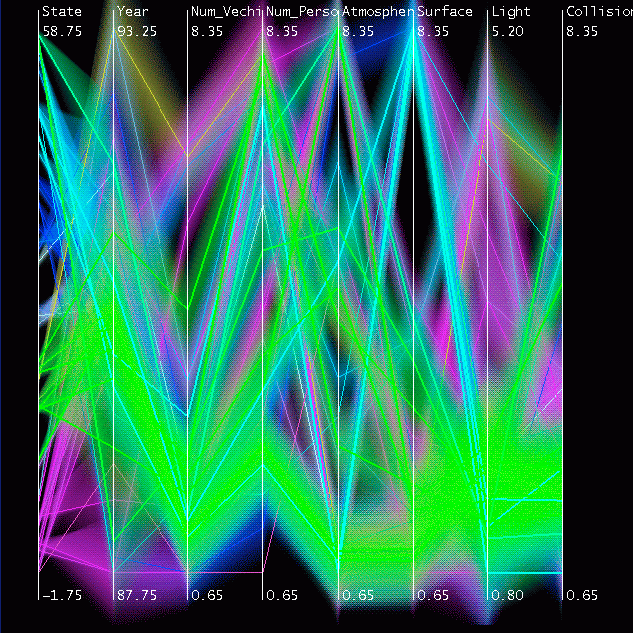 State Year Num_Vechi Num_Perso Atmospher Surface Light Collision
58.75 93.25 8.35 8.35 8.35 8.35 5.20 8.35
-1.75 87.75 0.65 0.65 0.65 0.65 0.80 0.65